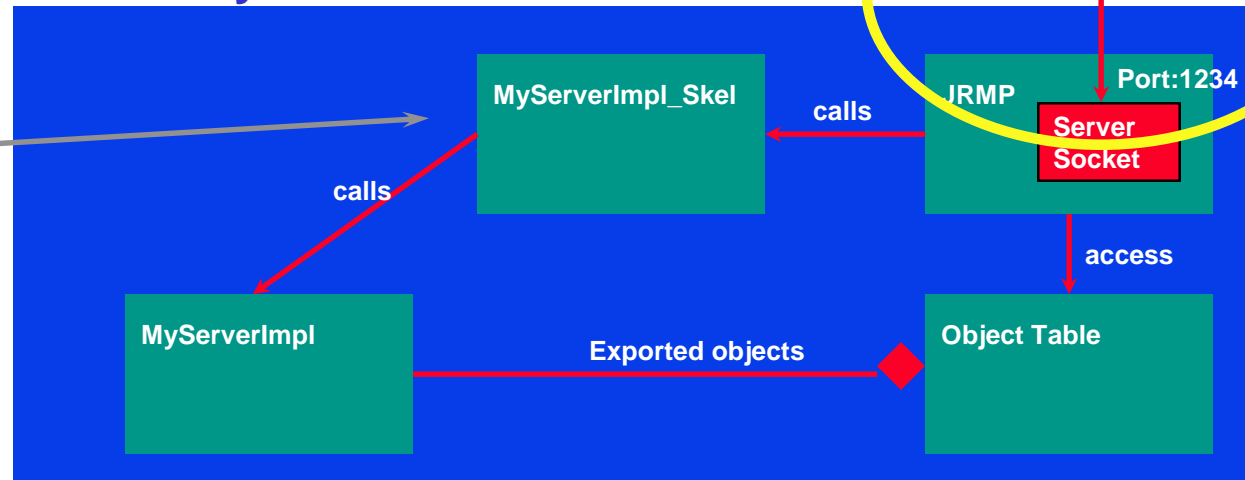 MyServerImpl_Skel
calls
JRMP
Port:1234
Server
Socket
calls
access
MyServerImpl
Exported objects
Object Table